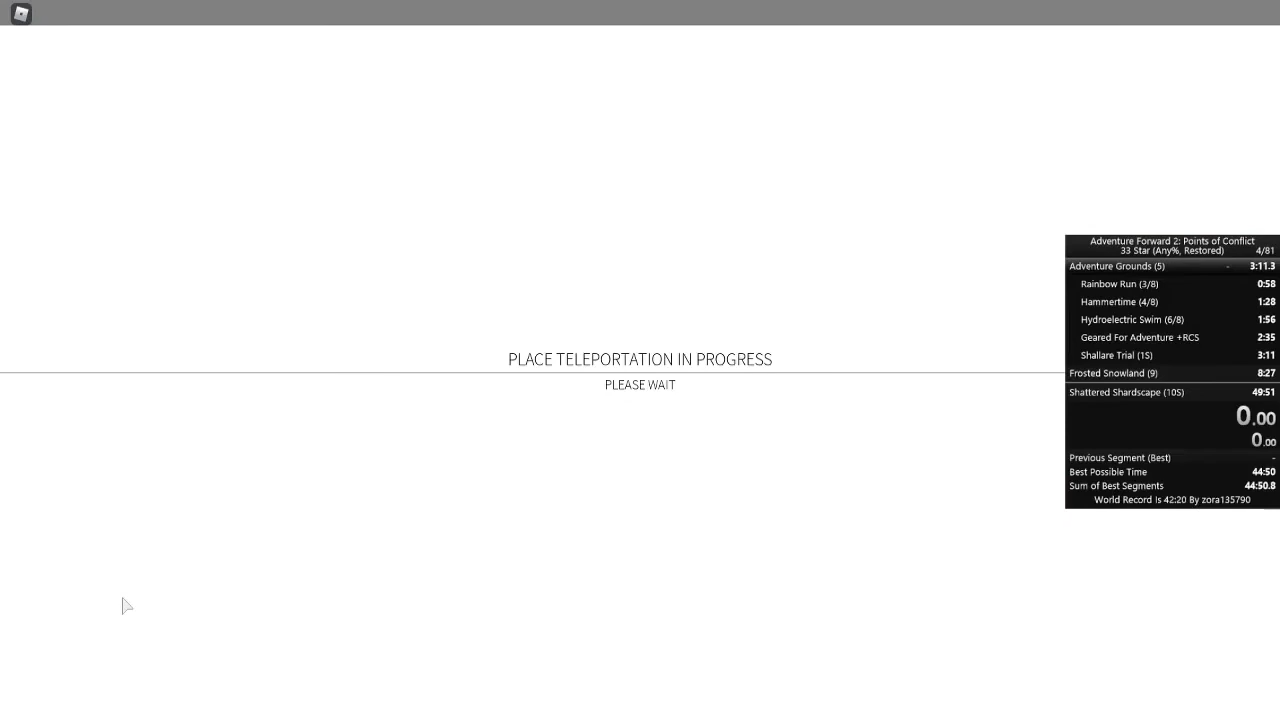 PLACE TELEPORTATION IN PROGRESS
PLEASE WAIT
Adventure Forward 2: Points of Conflict
33 Star (Any%, Restored) 4/81
Adventure Grounds (5) - 3:11.3
Rainbow Run (3/8) 0:58
Hammertime (4/8) 1:28
Hydroelectric Swim (6/8) 1:56
Geared For Adventure +RCS 2:35
Shallare Trial (1S) 3:11
Frosted Snowland (9) 8:27
Shattered Shardscape (10S) 49:51
0.00
0.00
Previous Segment (Best) -
Best Possible Time 44:50
Sum of Best Segments 44:50.8
World Record Is 42:20 By zora135790